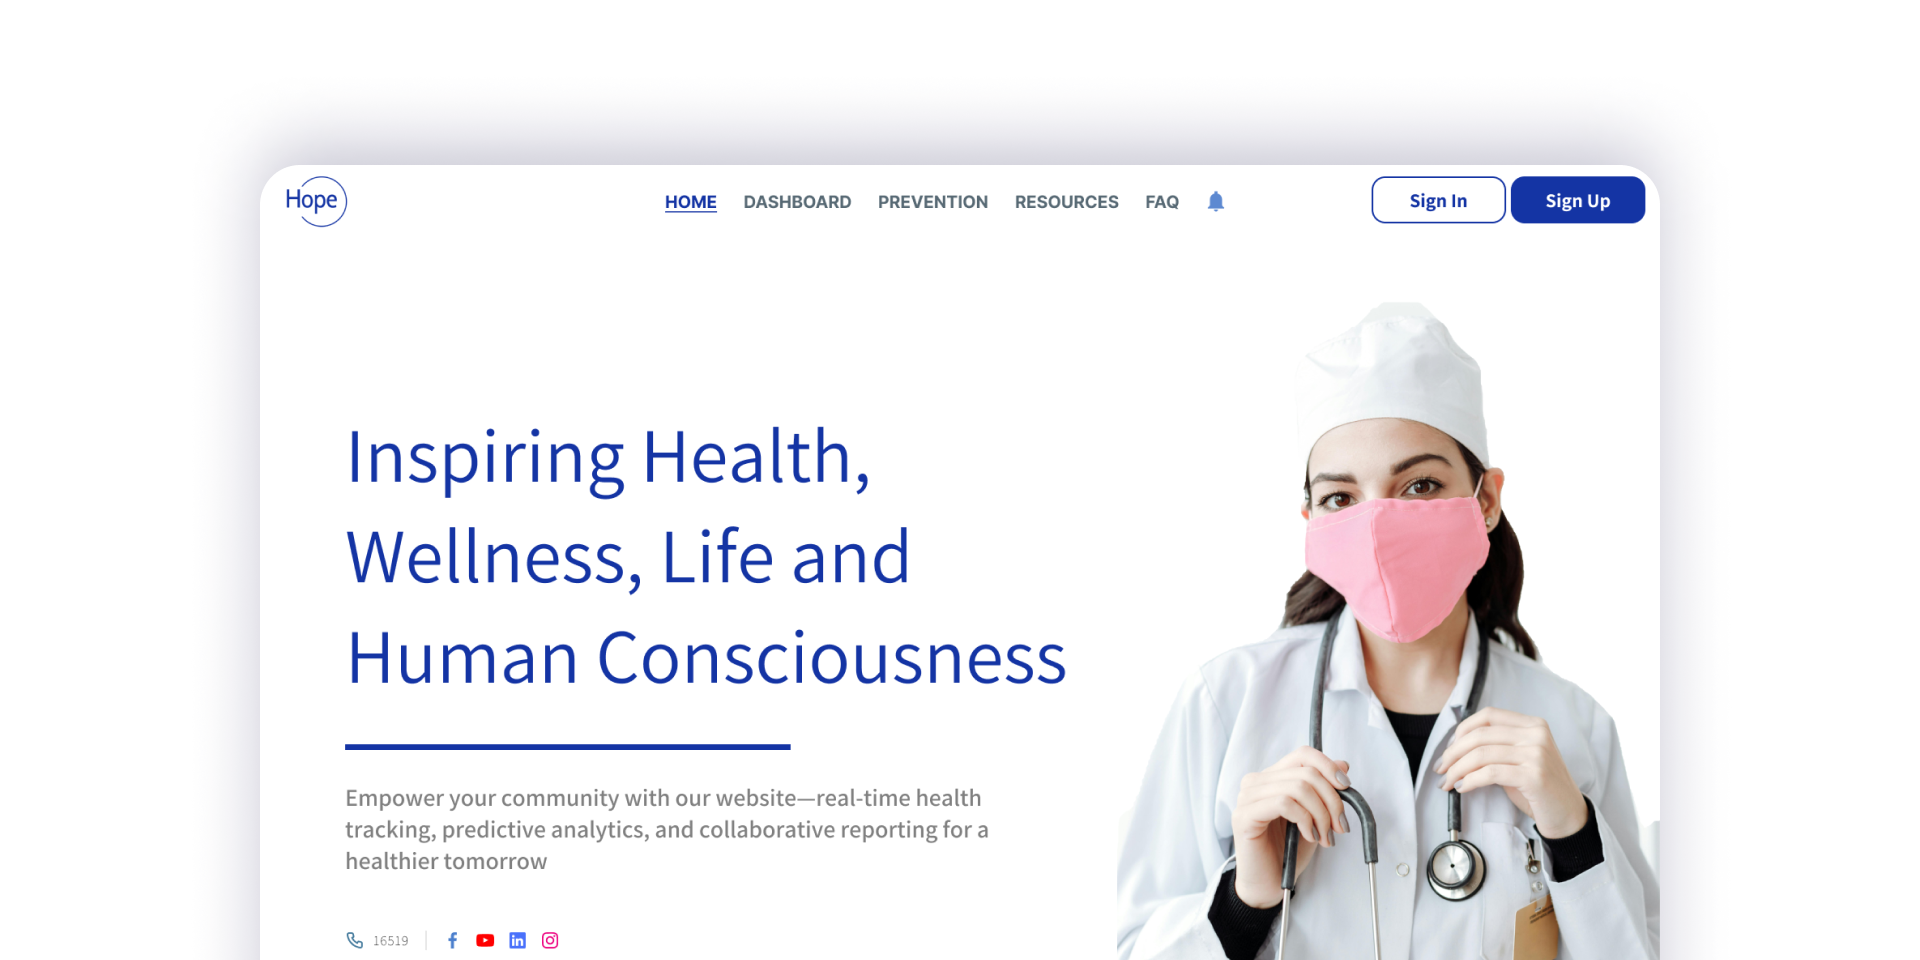 Hope
HOME DASHBOARD PREVENTION RESOURCES FAQ
Sign In
Sign Up
Inspiring Health,
Wellness, Life and
Human Consciousness
Empower your community with our website—real-time health
tracking, predictive analytics, and collaborative reporting for a
healthier tomorrow
16519